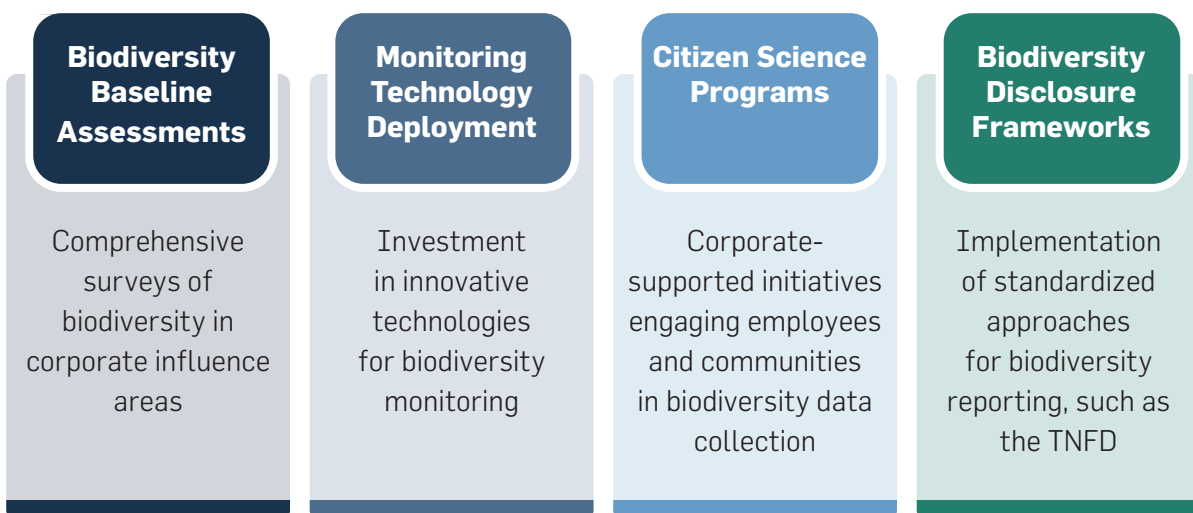 Biodiversity
Baseline
Assessments
Comprehensive
surveys of
biodiversity in
corporate influence
areas
Monitoring
Technology
Deployment
Investment
in innovative
technologies
for biodiversity
monitoring
Citizen Science
Programs
Corporate-
supported initiatives
engaging employees
and communities
in biodiversity data
collection
Biodiversity
Disclosure
Frameworks
Implementation
of standardized
approaches
for biodiversity
reporting, such as
the TNFD